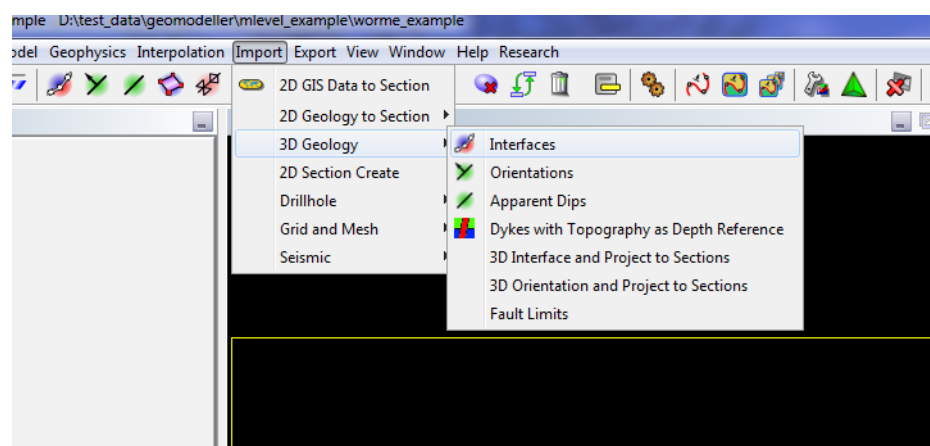 mple D:\test_data\geomodeller\mlevel_example\worme_example
odel Geophysics Interpolation Import Export View Window Help Research
2D GIS Data to Section
2D Geology to Section
3D Geology
2D Section Create
Drillhole
Grid and Mesh
Seismic
Interfaces
Orientations
Apparent Dips
Dykes with Topography as Depth Reference
3D Interface and Project to Sections
3D Orientation and Project to Sections
Fault Limits